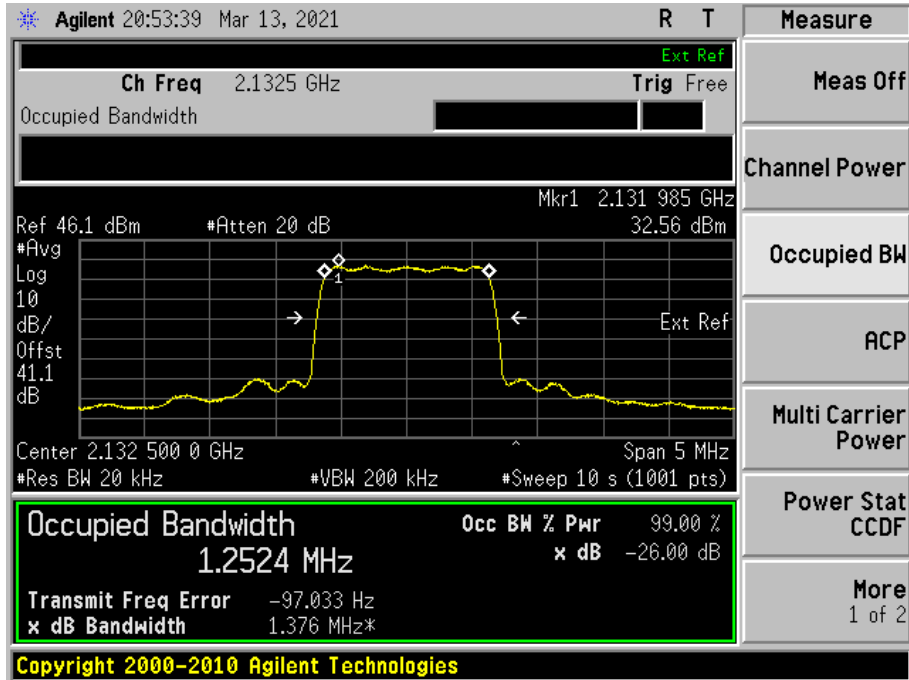 Agilent 20:53:39 Mar 13, 2021 R T
Measure
Ext Ref
Ch Freq 2.1325 GHz Trig Free
Meas Off
Occupied Bandwidth
Channel Power
Mkr1 2.131 985 GHz
Ref 46.1 dBm #Atten 20 dB 32.56 dBm
#Avg
Log
10
dB/
Offst
41.1
dB
1
Ext Ref
Occupied BW
ACP
Multi Carrier
Power
Center 2.132 500 0 GHz Span 5 MHz
#Res BW 20 kHz #VBW 200 kHz #Sweep 10 s (1001 pts)
Occupied Bandwidth Occ BW % Pwr 99.00 %
1.2524 MHz x dB -26.00 dB
Transmit Freq Error -97.033 Hz
x dB Bandwidth 1.376 MHz*
Power Stat
CCDF
More
1 of 2
Copyright 2000-2010 Agilent Technologies